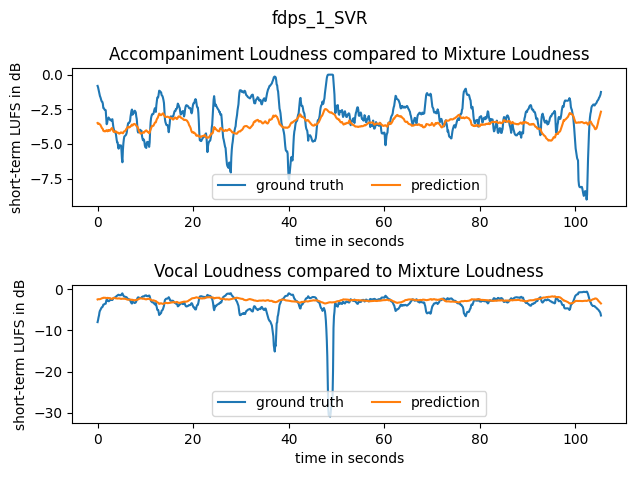 fdps_1_SVR
Accompaniment Loudness compared to Mixture Loudness
short-term LUFS in dB
0.0
−2.5
−5.0
−7.5
ground truth
prediction
0
20
40
60
80
100
time in seconds
Vocal Loudness compared to Mixture Loudness
short-term LUFS in dB
0
−10
−20
−30
ground truth
prediction
0
20
40
60
80
100
time in seconds